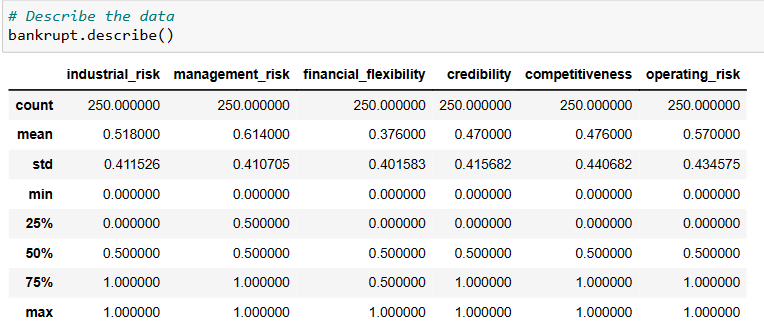 # Describe the data
bankrupt.describe()
industrial_risk management_risk financial_flexibility credibility competitiveness operating_risk
count 250.000000 250.000000 250.000000 250.000000 250.000000 250.000000
mean 0.518000 0.614000 0.376000 0.470000 0.476000 0.570000
std 0.411526 0.410705 0.401583 0.415682 0.440682 0.434575
min 0.000000 0.000000 0.000000 0.000000 0.000000 0.000000
25% 0.000000 0.500000 0.000000 0.000000 0.000000 0.000000
50% 0.500000 0.500000 0.500000 0.500000 0.500000 0.500000
75% 1.000000 1.000000 0.500000 1.000000 1.000000 1.000000
max 1.000000 1.000000 1.000000 1.000000 1.000000 1.000000